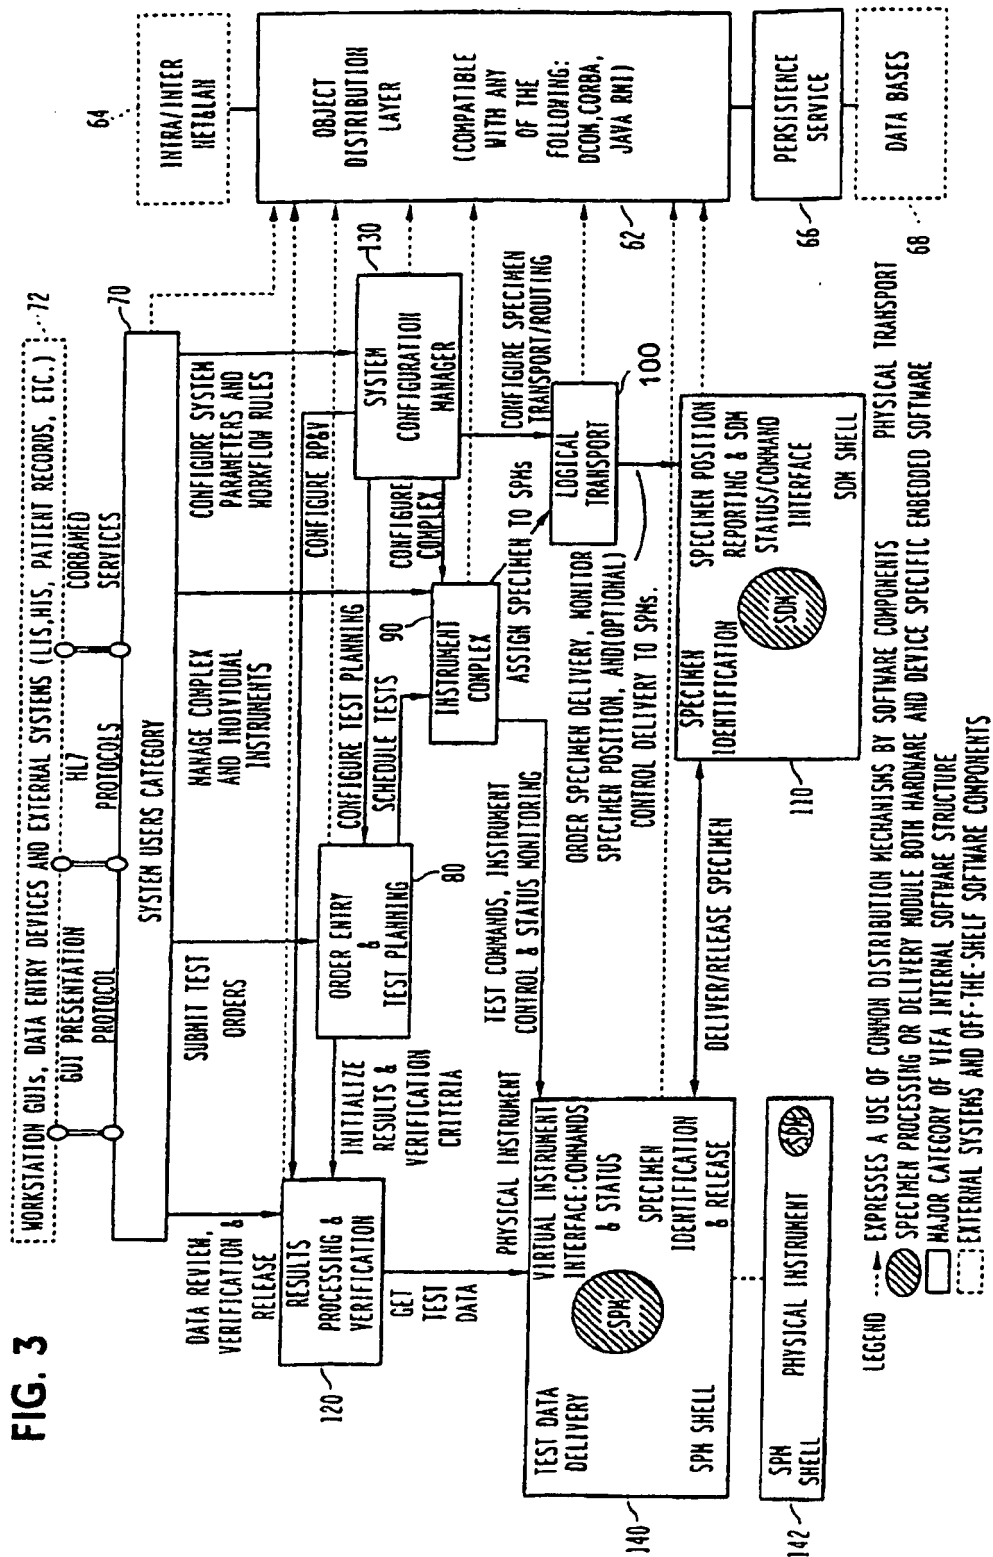 FIG. 3
WORKSTATION GUIs, DATA ENTRY DEVICES AND EXTERNAL SYSTEMS (LIS,HIS, PATIENT RECORDS, ETC.)
72
GUI PRESENTATION
PROTOCOL
HL7
PROTOCOLS
CORBAMED
SERVICES
SYSTEM USERS CATEGORY
70
DATA REVIEW,
VERIFICATION &
RELEASE
SUBMIT TEST
ORDERS
MANAGE COMPLEX
AND INDIVIDUAL
INSTRUMENTS
CONFIGURE SYSTEM
PARAMETERS AND
WORKFLOW RULES
INTRA/INTER
NET&LAN
64
RESULTS
PROCESSING &
VERIFICATION
120
INITIALIZE
RESULTS &
VERIFICATION
CRITERIA
ORDER ENTRY
&
TEST PLANNING
80
CONFIGURE TEST PLANNING
SCHEDULE TESTS
CONFIGURE RP&V
CONFIGURE
COMPLEX
SYSTEM
CONFIGURATION
MANAGER
130
OBJECT
DISTRIBUTION
LAYER
(COMPATIBLE
WITH ANY
OF THE
FOLLOWING:
DCOM,CORBA,
JAVA RMI)
62
GET
TEST
DATA
90
INSTRUMENT
COMPLEX
ASSIGN SPECIMEN TO SPMs
CONFIGURE SPECIMEN
TRANSPORT/ROUTING
LOGICAL
TRANSPORT
100
PHYSICAL INSTRUMENT
TEST COMMANDS, INSTRUMENT
CONTROL & STATUS MONITORING
ORDER SPECIMEN DELIVERY, MONITOR
SPECIMEN POSITION, AND(OPTIONAL)
CONTROL DELIVERY TO SPMs.
TEST DATA
DELIVERY
SPM
VIRTUAL INSTRUMENT
INTERFACE:COMMANDS
& STATUS
SPECIMEN
IDENTIFICATION
& RELEASE
SPM SHELL
140
DELIVER/RELEASE SPECIMEN
SPECIMEN
IDENTIFICATION
SDM
SPECIMEN POSITION
REPORTING & SDM
STATUS/COMMAND
INTERFACE
SDM SHELL
110
PERSISTENCE
SERVICE
66
DATA BASES
68
SPM
SHELL
PHYSICAL INSTRUMENT
SPM
142
PHYSICAL TRANSPORT
LEGEND
EXPRESSES A USE OF COMMON DISTRIBUTION MECHANISMS BY SOFTWARE COMPONENTS
SPECIMEN PROCESSING OR DELIVERY MODULE BOTH HARDWARE AND DEVICE SPECIFIC EMBEDDED SOFTWARE
MAJOR CATEGORY OF VIFA INTERNAL SOFTWARE STRUCTURE
EXTERNAL SYSTEMS AND OFF-THE-SHELF SOFTWARE COMPONENTS